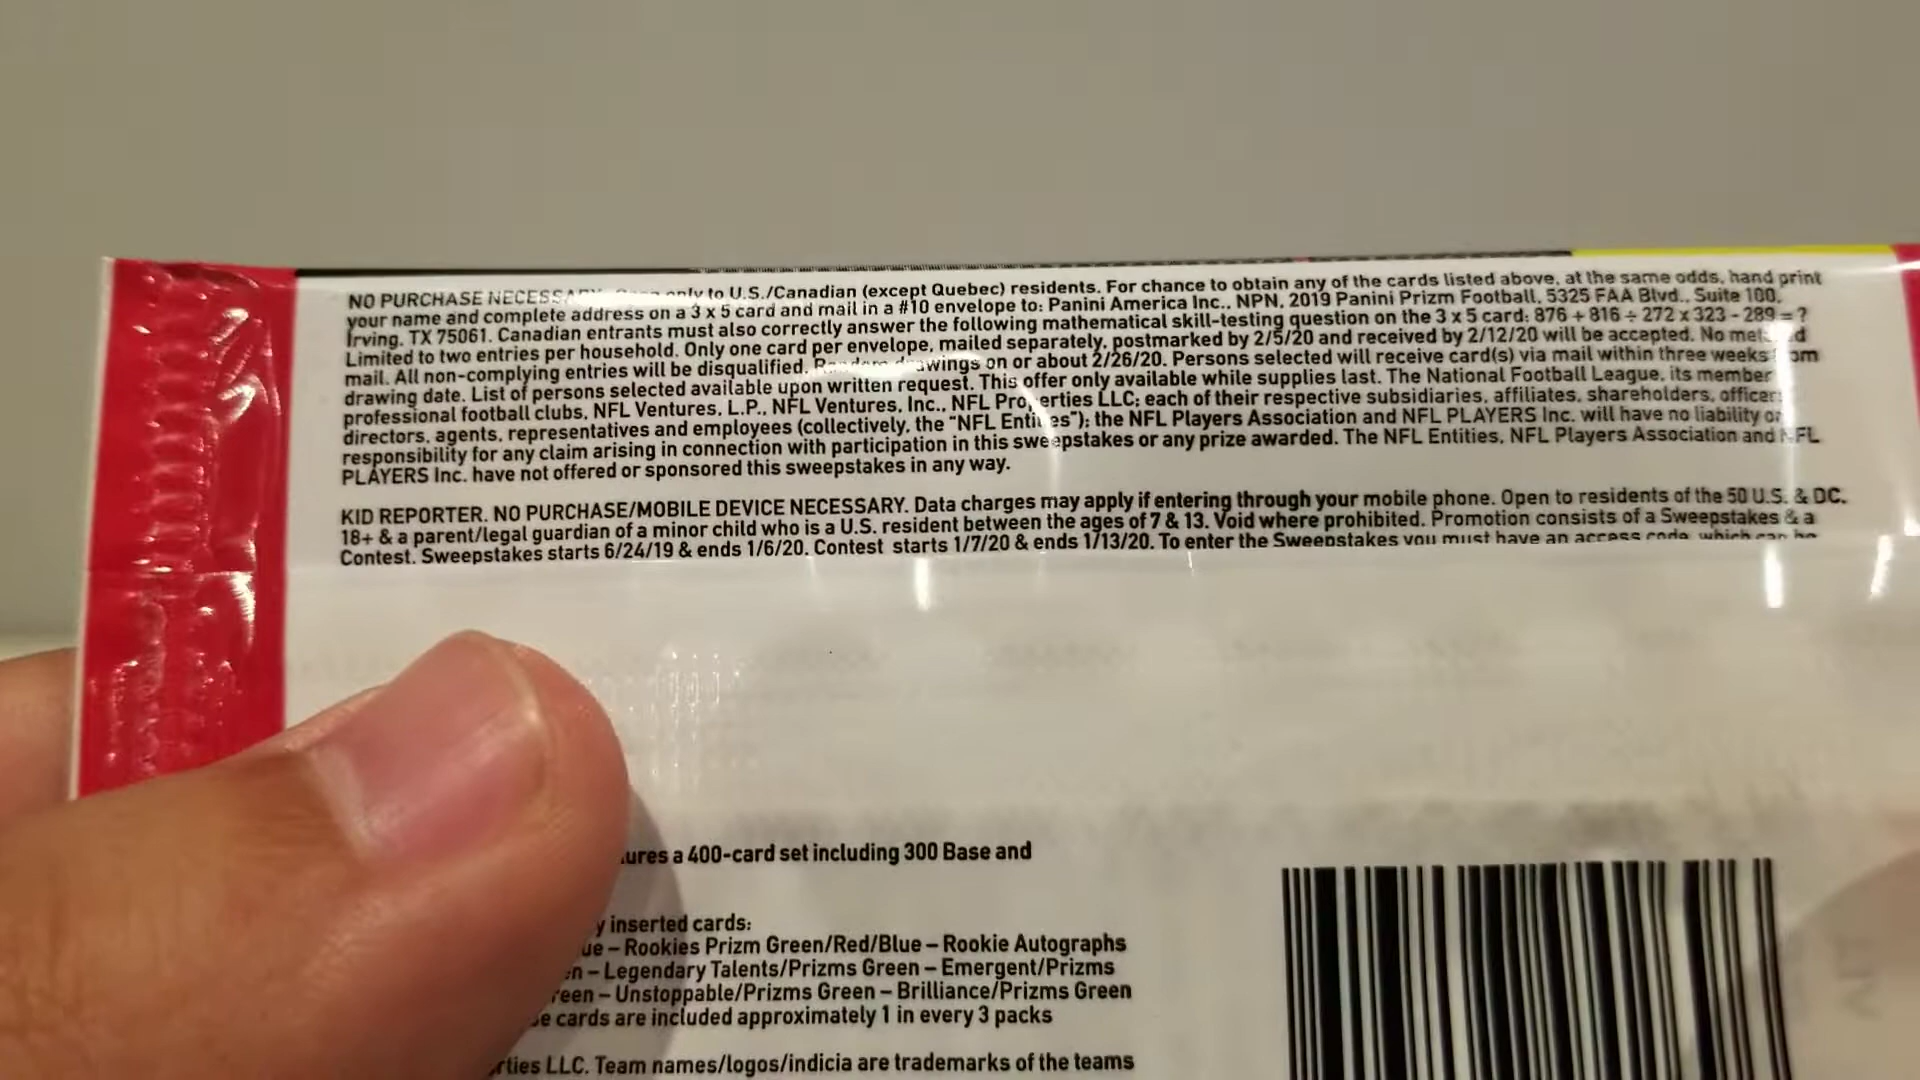 NO PURCHASE only to U.S./Canadian (except Quebec) residents. For chance to obtain any of the cards listed above, at the same odds, hand print
your name and complete address on a 3 x 5 card and mail in a #10 envelope to: Panini America Inc., NPN, 2019 Panini Prizm Football, 5325 FAA Blvd., Suite 100,
Irving, TX 75061. Canadian entrants must also correctly answer the following mathematical skill-testing question on the 3 x 5 card: 876 + 816 ÷ 272 x 323 - 289 = ?
Limited to two entries per household. Only one card per envelope, mailed separately, postmarked by 2/5/20 and received by 2/12/20 will be accepted. No
mail. All non-complying entries will be disqualified. on or about 2/26/20. Persons selected will receive card(s) via mail within three weeks
drawing date. List of persons selected available upon written request. This offer only available while supplies last. The National Football League, its member
professional football clubs, NFL Ventures, L.P., NFL Ventures, Inc., NFL Properties LLC; each of their respective subsidiaries, affiliates, shareholders,
directors, agents, representatives and employees (collectively, the “NFL Entities”); the NFL Players Association and NFL PLAYERS Inc. will have no liability or
responsibility for any claim arising in connection with participation in this sweepstakes or any prize awarded. The NFL Entities, NFL Players Association and NFL
PLAYERS Inc. have not offered or sponsored this sweepstakes in any way.
KID REPORTER. NO PURCHASE/MOBILE DEVICE NECESSARY. Data charges may apply if entering through your mobile phone. Open to residents of the 50 U.S. & DC.
18+ & a parent/legal guardian of a minor child who is a U.S. resident between the ages of 7 & 13. Void where prohibited. Promotion consists of a Sweepstakes & a
Contest. Sweepstakes starts 6/24/19 & ends 1/6/20. Contest starts 1/7/20 & ends 1/13/20. To enter the Sweepstakes you must have an access code, which can be
a 400-card set including 300 Base and
inserted cards:
– Rookies Prizm Green/Red/Blue – Rookie Autographs
– Legendary Talents/Prizms Green – Emergent/Prizms
– Unstoppable/Prizms Green – Brilliance/Prizms Green
cards are included approximately 1 in every 3 packs
LLC. Team names/logos/indicia are trademarks of the teams